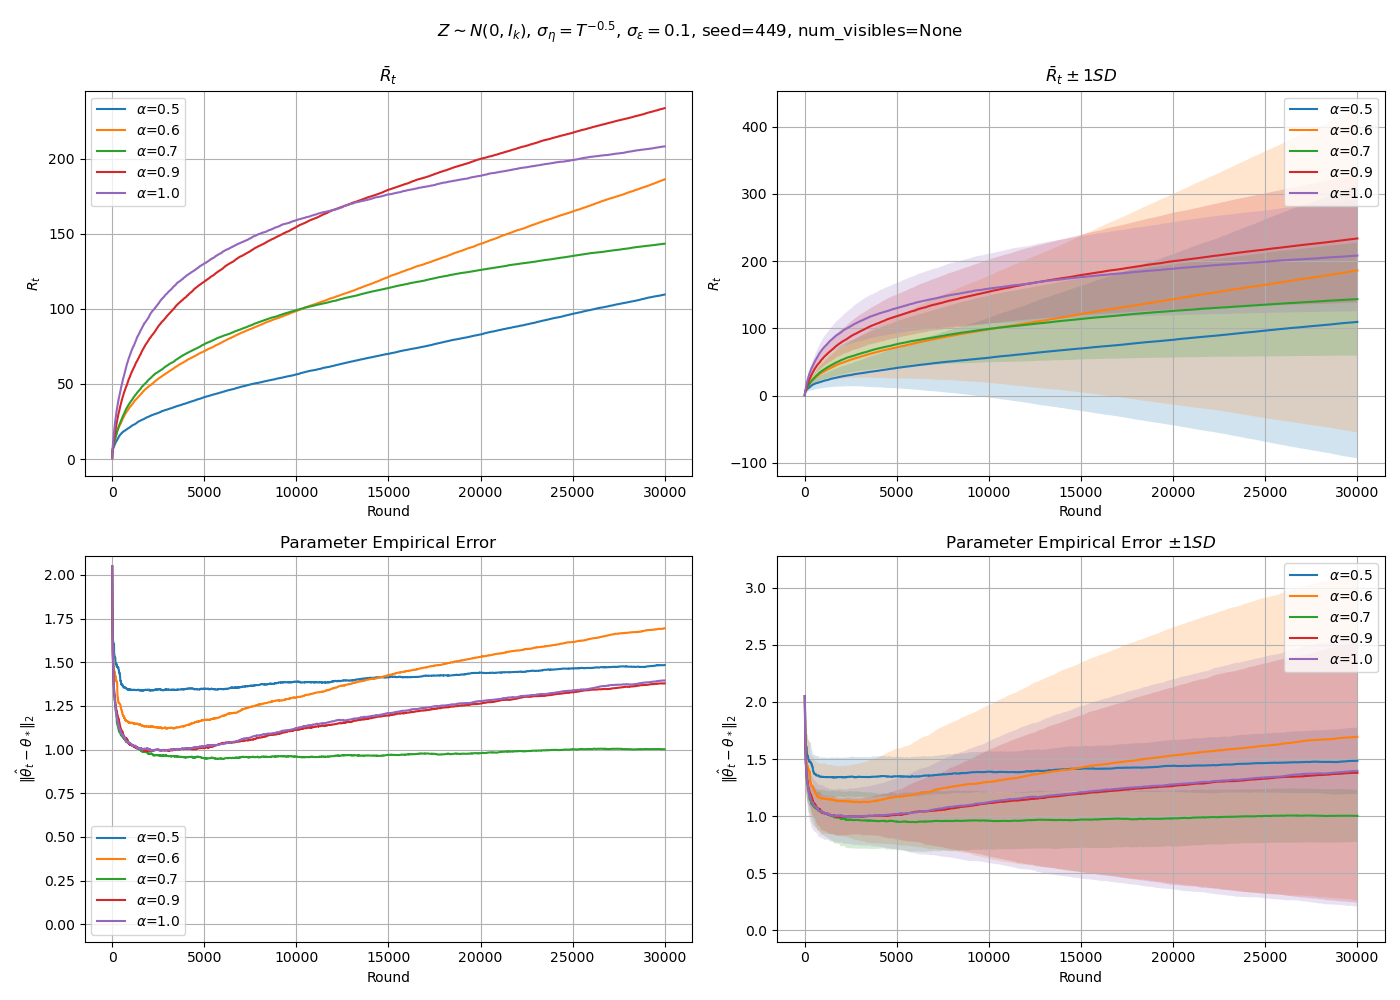 Z ~ N(0, I_k), σ_η = T^{-0.5}, σ_ε = 0.1, seed=449, num_visibles=None
R̄_t
R_t
200
150
100
50
0
α=0.5
α=0.6
α=0.7
α=0.9
α=1.0
0 5000 10000 15000 20000 25000 30000
Round
R̄_t ± 1SD
R_t
400
300
200
100
0
−100
α=0.5
α=0.6
α=0.7
α=0.9
α=1.0
0 5000 10000 15000 20000 25000 30000
Round
Parameter Empirical Error
‖θ̂_t − θ_*‖_2
2.00
1.75
1.50
1.25
1.00
0.75
0.50
0.25
0.00
α=0.5
α=0.6
α=0.7
α=0.9
α=1.0
0 5000 10000 15000 20000 25000 30000
Round
Parameter Empirical Error ±1SD
‖θ̂_t − θ_*‖_2
3.0
2.5
2.0
1.5
1.0
0.5
0.0
α=0.5
α=0.6
α=0.7
α=0.9
α=1.0
0 5000 10000 15000 20000 25000 30000
Round